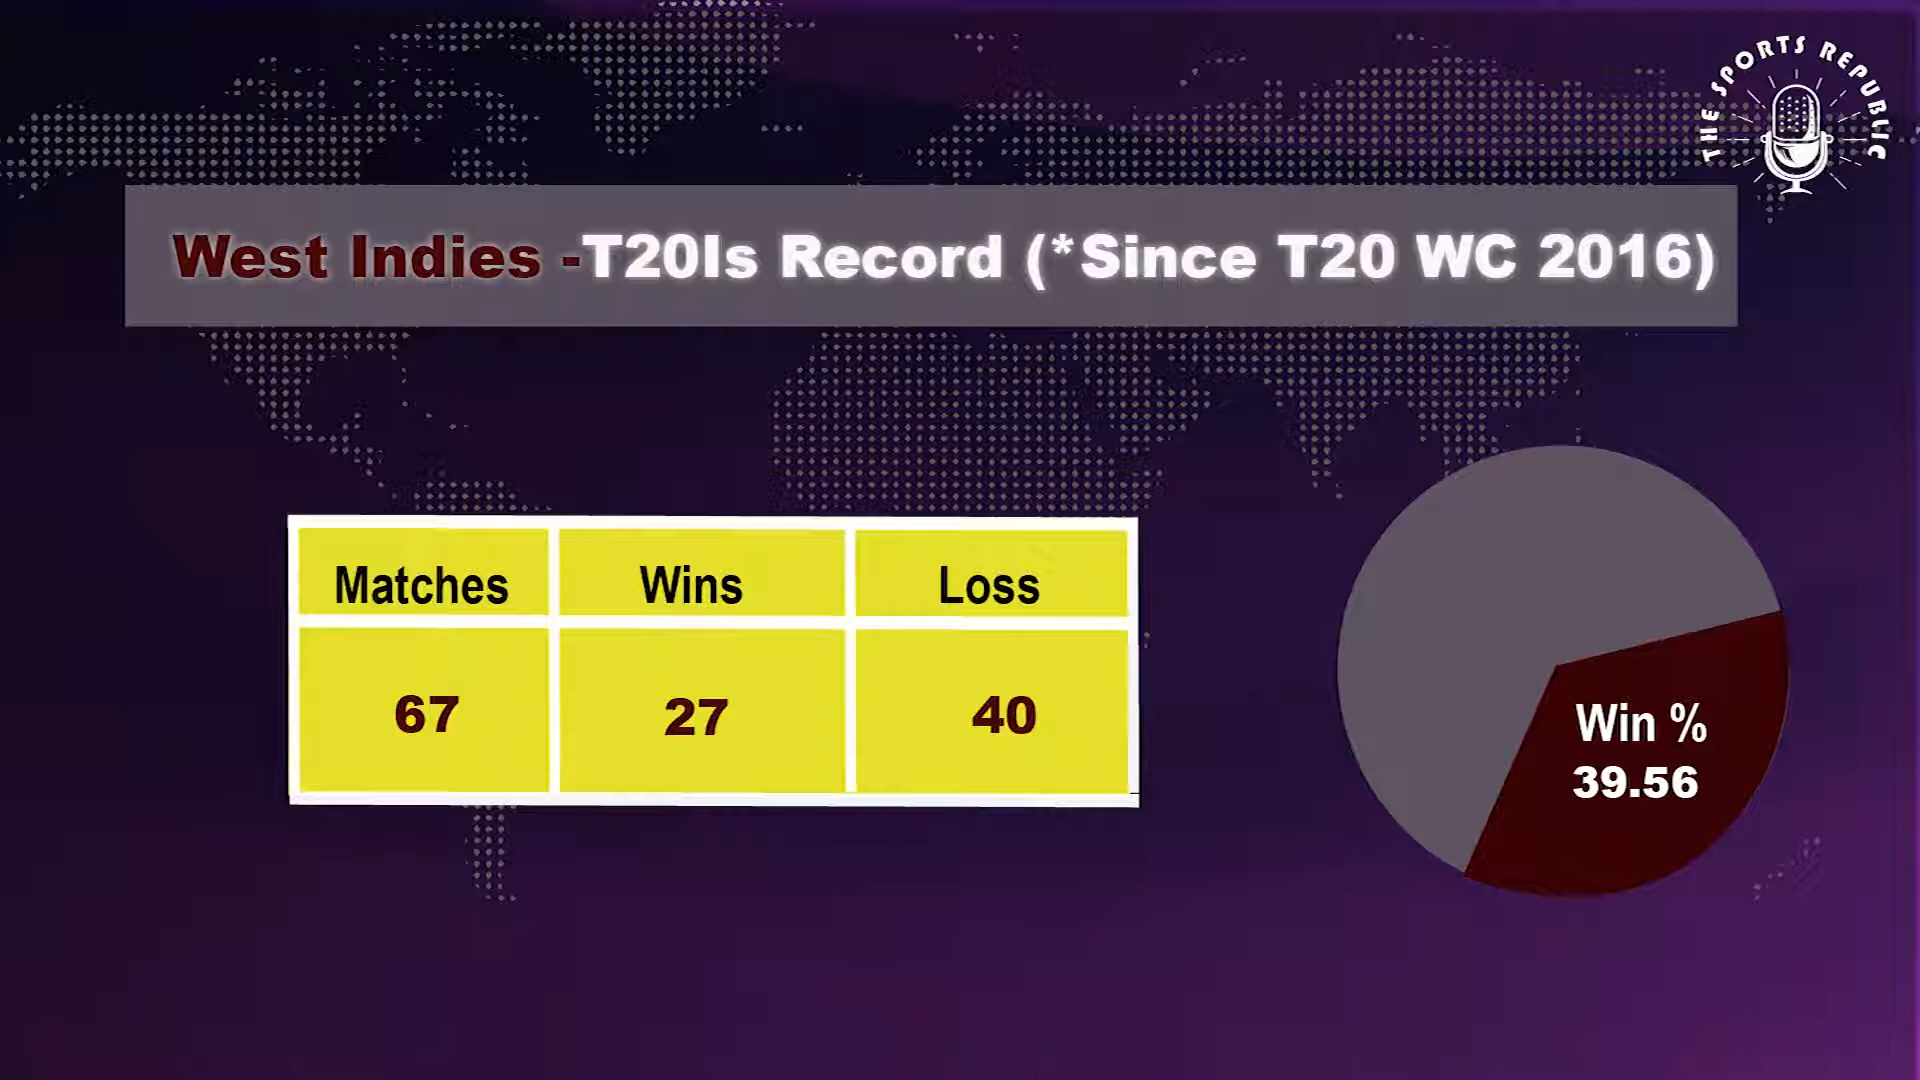 THE SPORTS REPUBLIC
West Indies -T20Is Record (*Since T20 WC 2016)
Matches Wins Loss
67 27 40
Win %
39.56